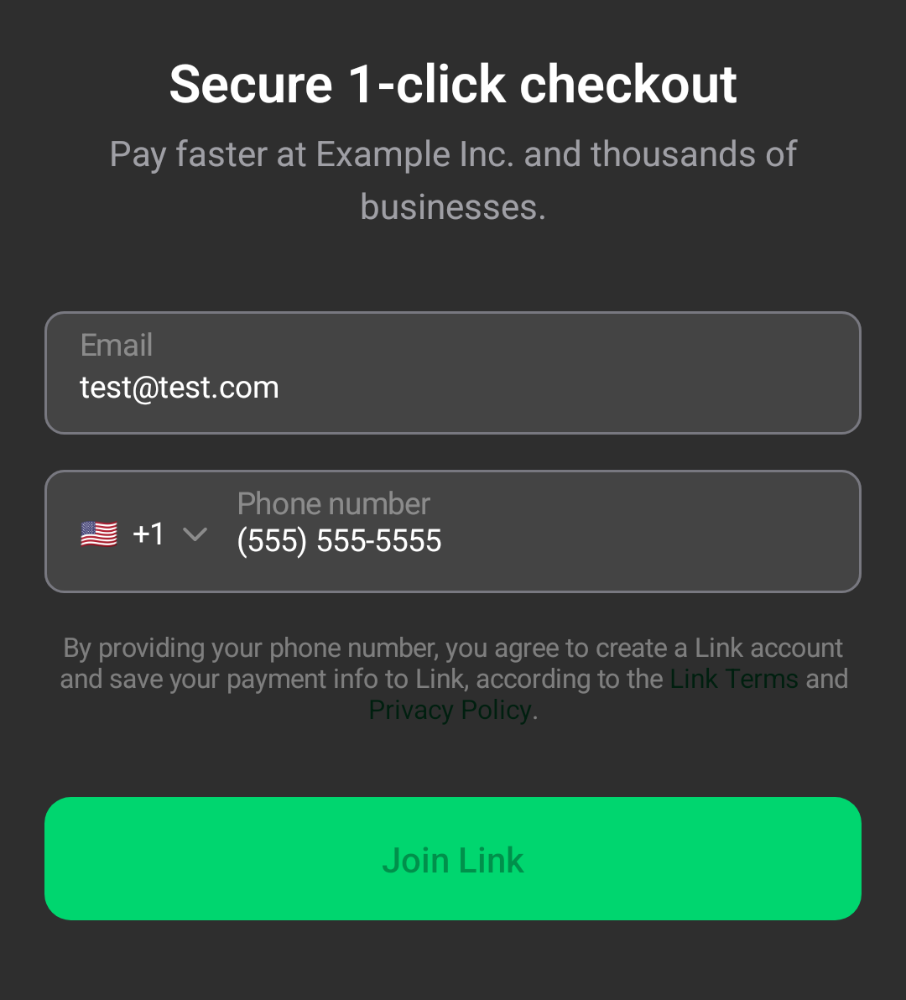 Secure 1-click checkout
Pay faster at Example Inc. and thousands of
businesses.
Email
test@test.com
Phone number
+1
(555) 555-5555
By providing your phone number, you agree to create a Link account
and save your payment info to Link, according to the Link Terms and
Privacy Policy.
Join Link